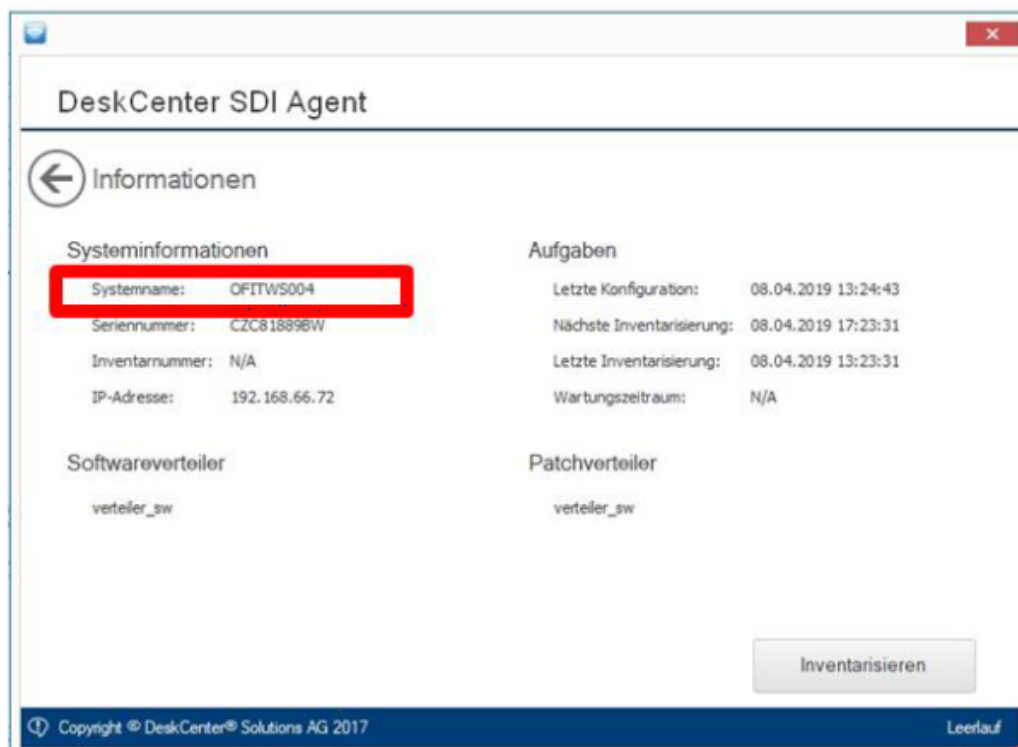 DeskCenter SDI Agent
Informationen
Systeminformationen
Systemname: OFITWS004
Seriennummer: CZC81889BW
Inventarnummer: N/A
IP-Adresse: 192.168.66.72
Aufgaben
Letzte Konfiguration: 08.04.2019 13:24:43
Nächste Inventarisierung: 08.04.2019 17:23:31
Letzte Inventarisierung: 08.04.2019 13:23:31
Wartungszeitraum: N/A
Softwareverteiler
verteiler_sw
Patchverteiler
verteiler_sw
Inventarisieren
Copyright © DeskCenter® Solutions AG 2017
Leerlauf